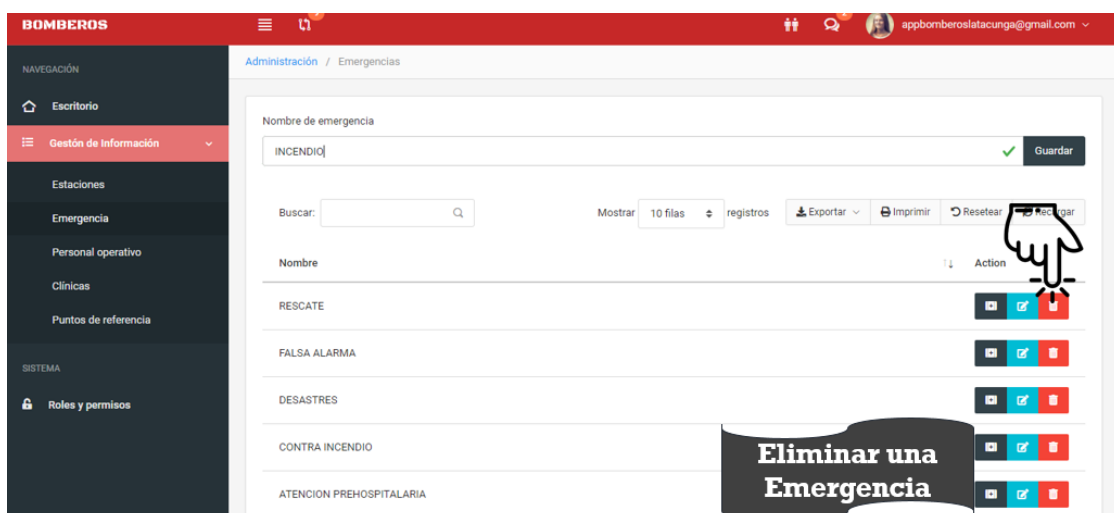 BOMBEROS
appbomberoslatacunga@gmail.com
NAVEGACIÓN
Administración / Emergencias
Escritorio
Nombre de emergencia
Gestón de Información
INCENDIO
Guardar
Estaciones
Buscar:
Mostrar 10 filas registros
Exportar
Imprimir
Resetear
Recargar
Emergencia
Personal operativo
Nombre
Action
Clínicas
RESCATE
Puntos de referencia
FALSA ALARMA
SISTEMA
DESASTRES
Roles y permisos
CONTRA INCENDIO
Eliminar una
Emergencia
ATENCION PREHOSPITALARIA